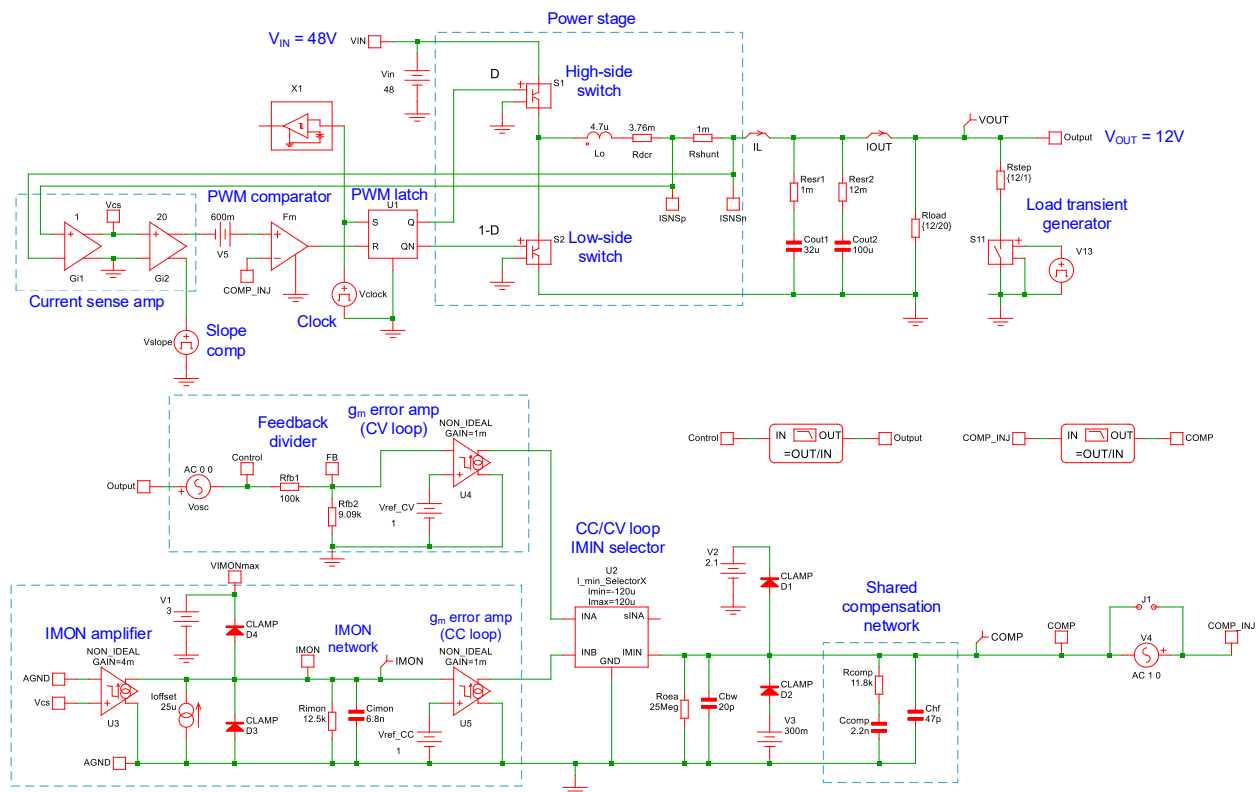 Power stage
V_IN = 48V
VIN
Vin
48
D
S1
High-side
switch
X1
4.7u
Lo
3.76m
Rdcr
1m
Rshunt
IL
IOUT
VOUT
Output
V_OUT = 12V
Rstep
{12/1}
Resr1
1m
Resr2
12m
Rload
{12/20}
Load transient
generator
ISNSp
ISNSn
PWM comparator
PWM latch
U1
S
Q
R
QN
Vcs
1
20
600m
V5
Fm
Gi1
Gi2
COMP_INJ
Current sense amp
1-D
S2
Low-side
switch
Cout1
32u
Cout2
100u
S11
V13
Vclock
Clock
Vslope
Slope
comp
g_m error amp
(CV loop)
Feedback
divider
NON_IDEAL
GAIN=1m
Control
FB
AC 0 0
Output
Vosc
Rfb1
100k
Rfb2
9.09k
Vref_CV
1
U4
Control
IN
OUT
=OUT/IN
Output
COMP_INJ
IN
OUT
=OUT/IN
COMP
CC/CV loop
IMIN selector
U2
I_min_SelectorX
Imin=-120u
Imax=120u
INA
sINA
INB
IMIN
GND
V2
2.1
CLAMP
D1
Shared
compensation
network
VIMONmax
V1
3
CLAMP
D4
IMON amplifier
NON_IDEAL
GAIN=4m
IMON
network
IMON
IMON
g_m error amp
(CC loop)
NON_IDEAL
GAIN=1m
AGND
Vcs
U3
Ioffset
25u
CLAMP
D3
Rimon
12.5k
Cimon
6.8n
Vref_CC
1
U5
AGND
Roea
25Meg
Cbw
20p
CLAMP
D2
V3
300m
Rcomp
11.8k
Ccomp
2.2n
Chf
47p
COMP
COMP
J1
V4
AC 1 0
COMP_INJ